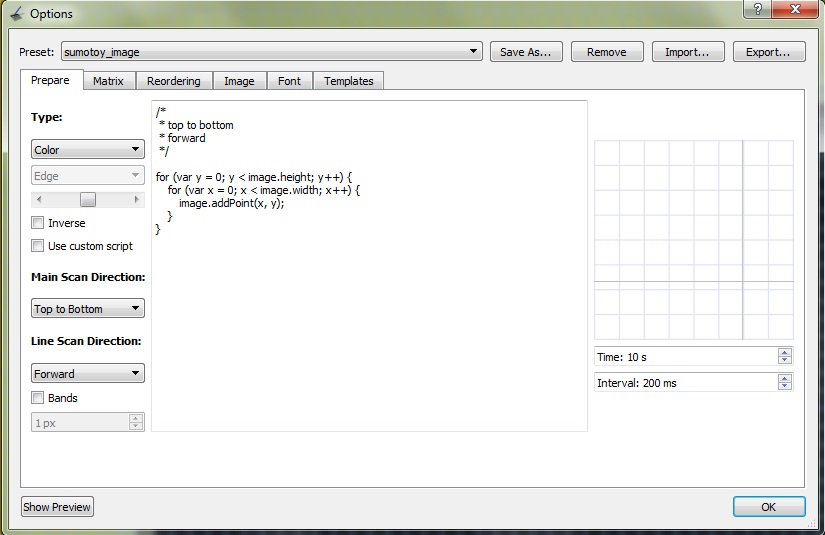 Options
Preset: sumotoy_image Save As... Remove Import... Export...
Prepare Matrix Reordering Image Font Templates
Type:
Color
Edge
Inverse
Use custom script
Main Scan Direction:
Top to Bottom
Line Scan Direction:
Forward
Bands
1 px
/*
* top to bottom
* forward
*/
for (var y = 0; y < image.height; y++) {
for (var x = 0; x < image.width; x++) {
image.addPoint(x, y);
}
}
Time: 10 s
Interval: 200 ms
Show Preview OK